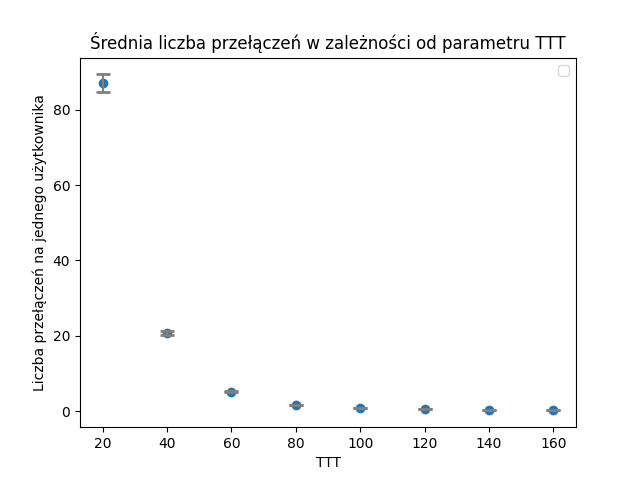 Średnia liczba przełączeń w zależności od parametru TTT
Liczba przełączeń na jednego użytkownika
80
60
40
20
0
20 40 60 80 100 120 140 160
TTT